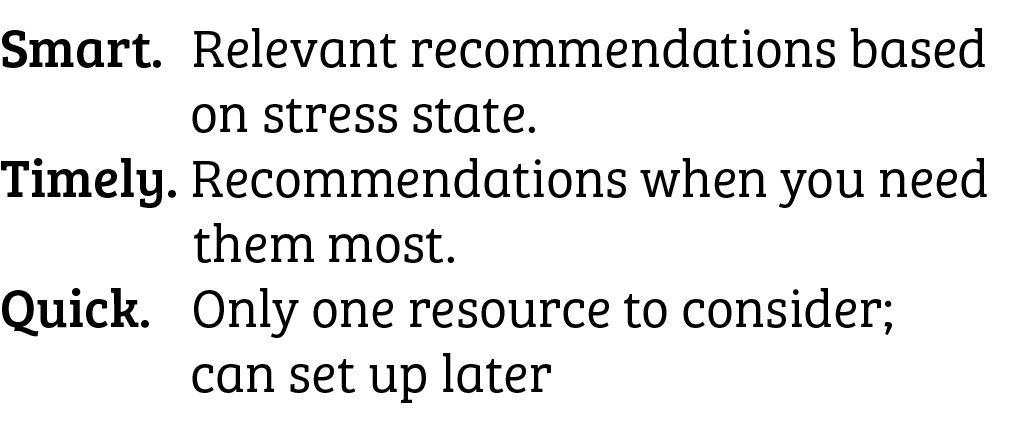 Smart. Relevant recommendations based
on stress state.
Timely. Recommendations when you need
them most.
Quick. Only one resource to consider;
can set up later